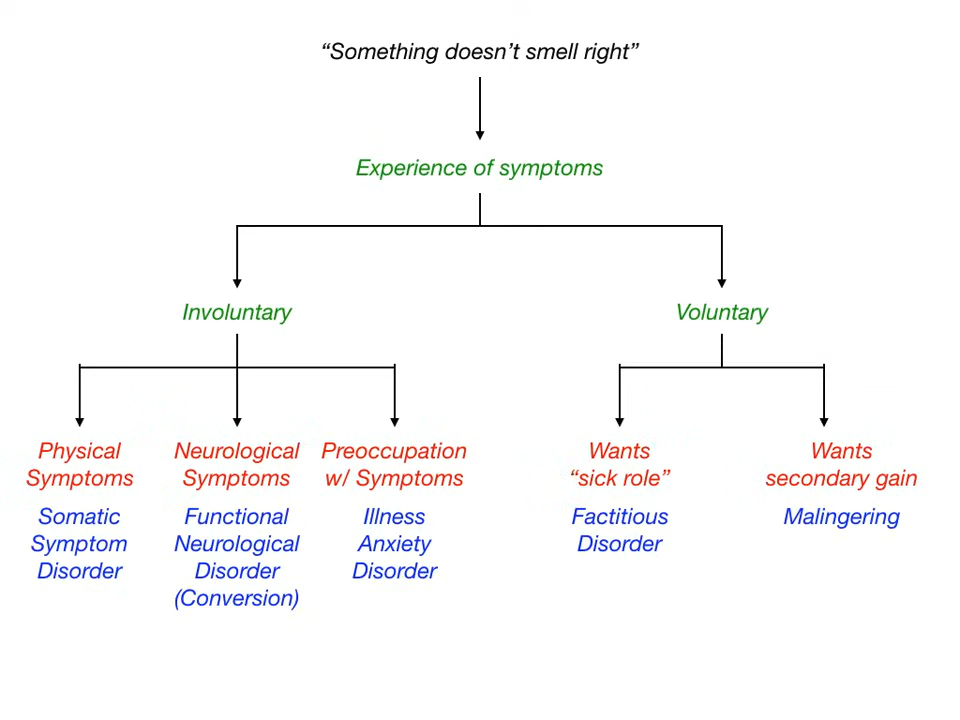 “Something doesn’t smell right”
Experience of symptoms
Involuntary
Voluntary
Physical
Symptoms
Somatic
Symptom
Disorder
Neurological
Symptoms
Functional
Neurological
Disorder
(Conversion)
Preoccupation
w/ Symptoms
Illness
Anxiety
Disorder
Wants
“sick role”
Factitious
Disorder
Wants
secondary gain
Malingering